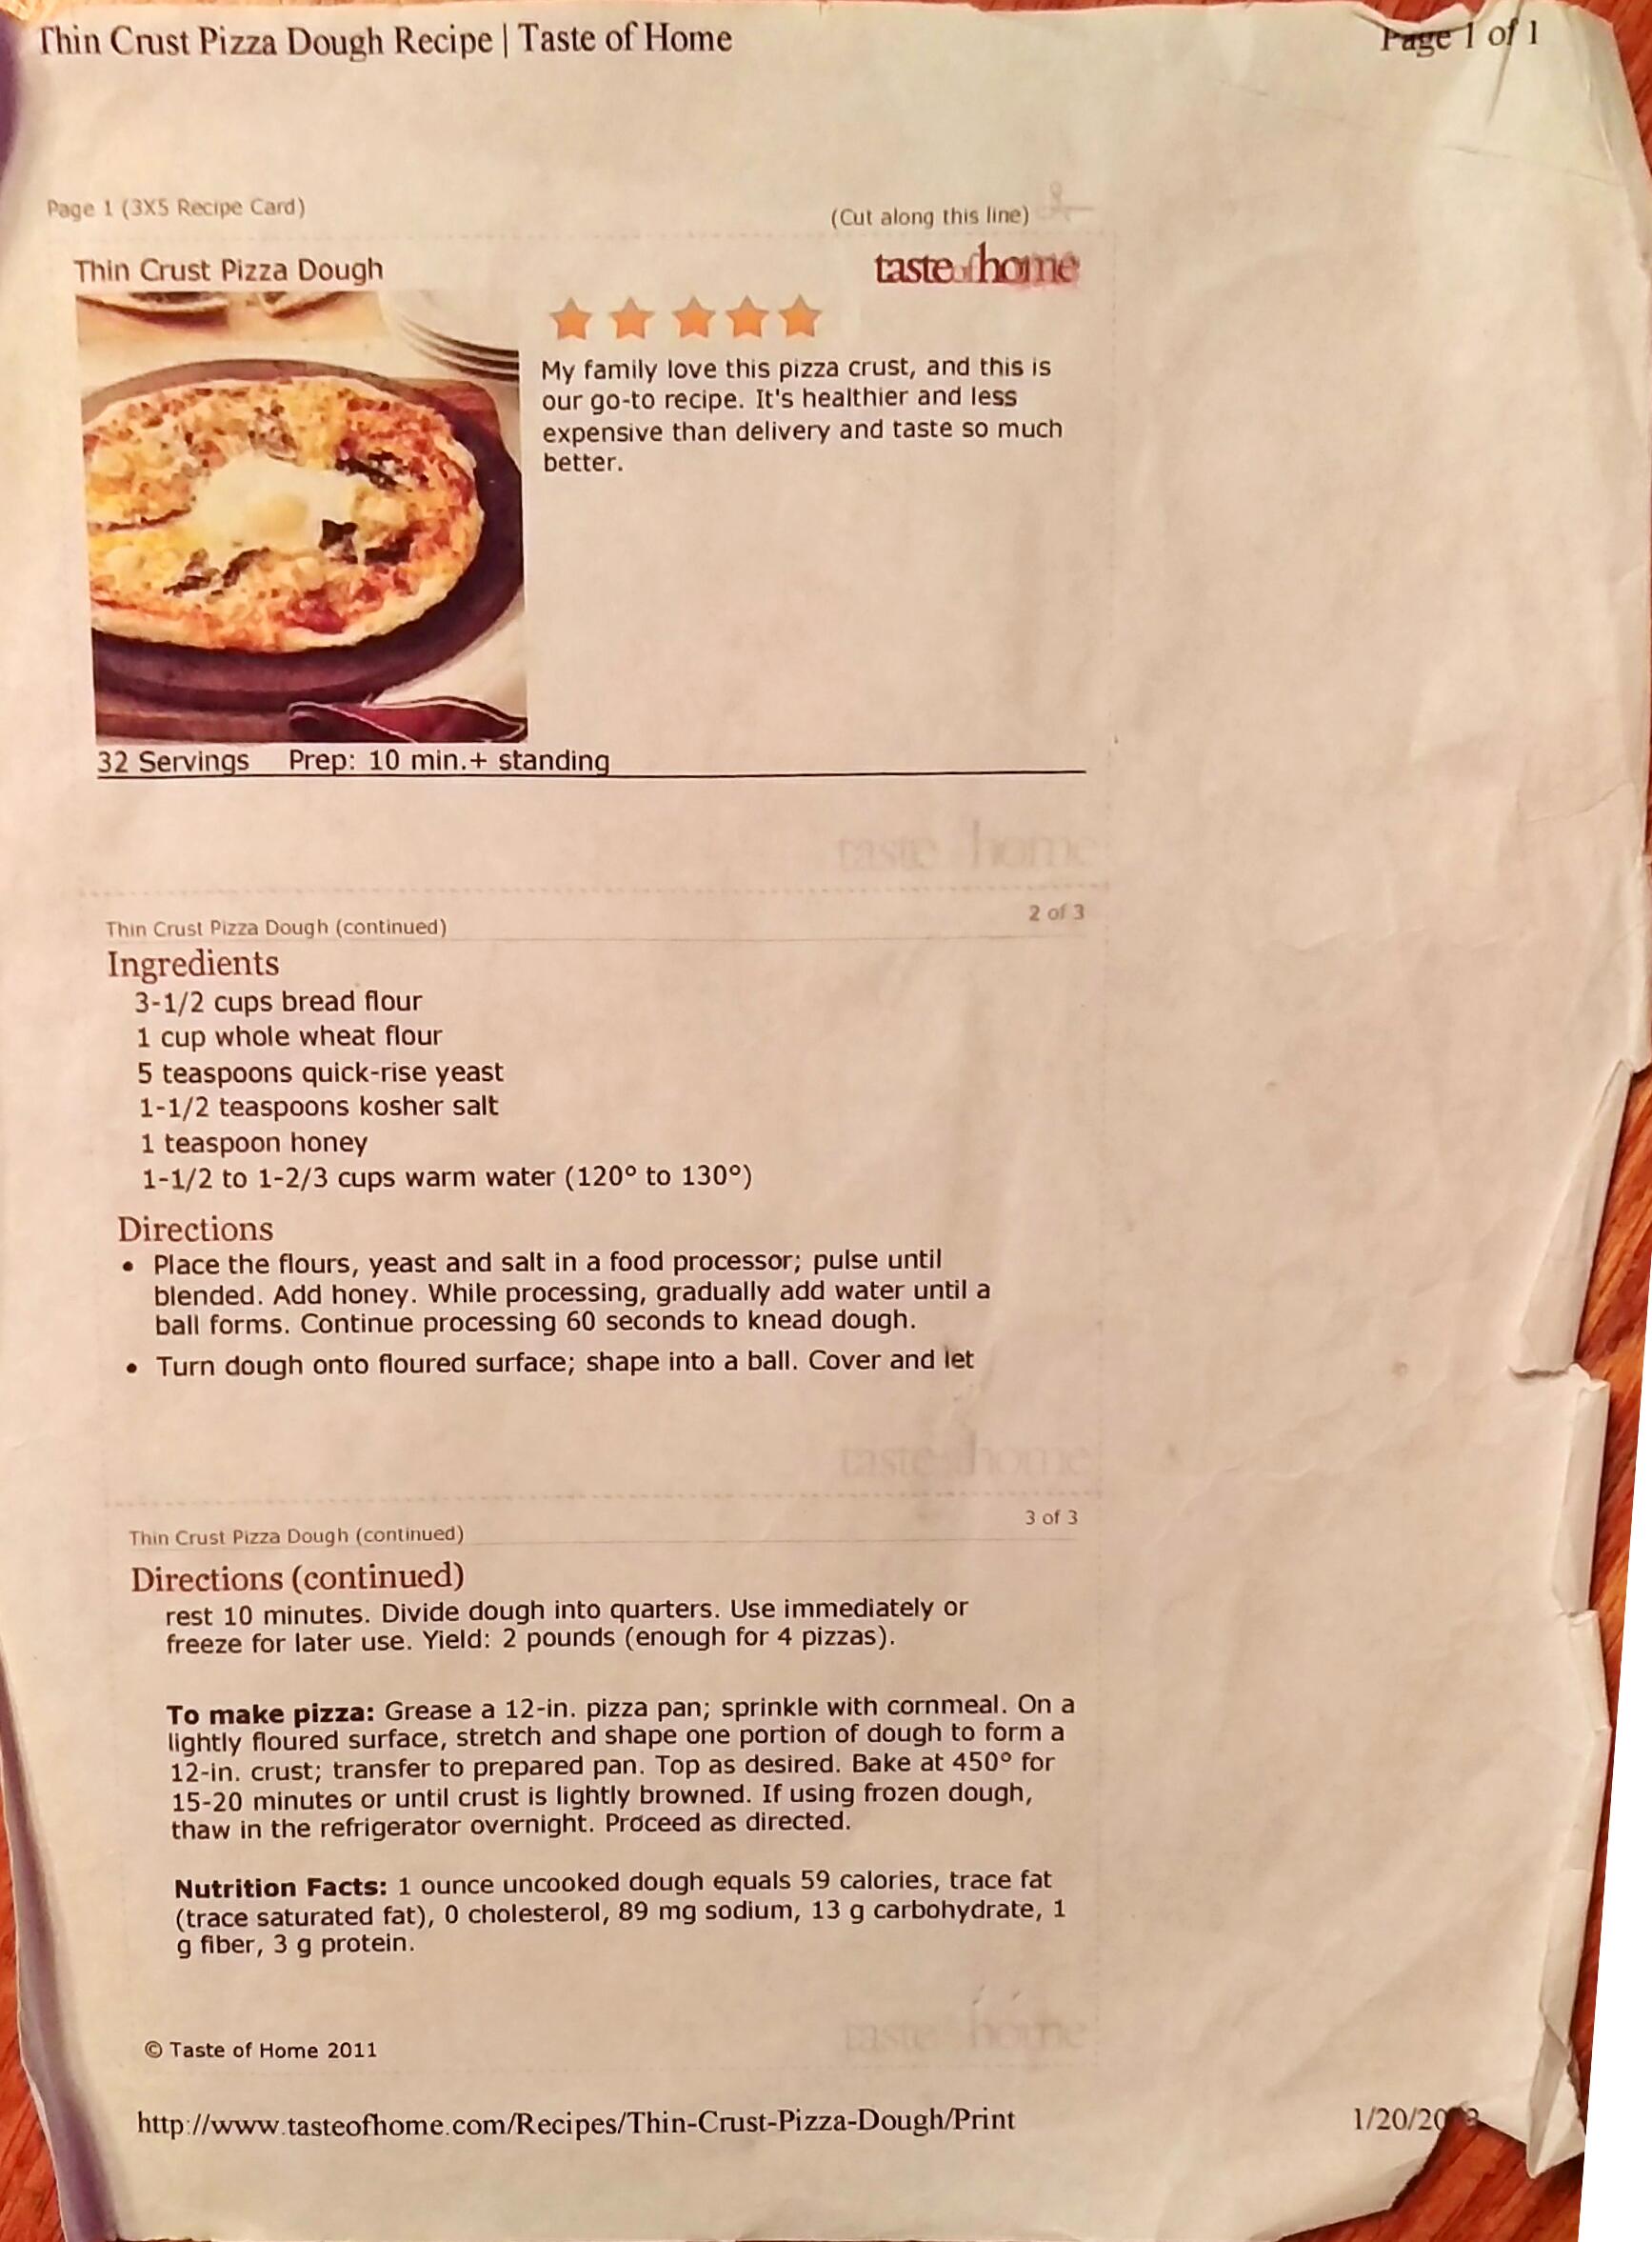 Thin Crust Pizza Dough Recipe | Taste of Home
Page 1 of 1
Page 1 (3X5 Recipe Card)
(Cut along this line)
Thin Crust Pizza Dough
taste of home
My family love this pizza crust, and this is
our go-to recipe. It's healthier and less
expensive than delivery and taste so much
better.
32 Servings Prep: 10 min.+ standing
taste home
Thin Crust Pizza Dough (continued)
2 of 3
Ingredients
3-1/2 cups bread flour
1 cup whole wheat flour
5 teaspoons quick-rise yeast
1-1/2 teaspoons kosher salt
1 teaspoon honey
1-1/2 to 1-2/3 cups warm water (120° to 130°)
Directions
• Place the flours, yeast and salt in a food processor; pulse until
blended. Add honey. While processing, gradually add water until a
ball forms. Continue processing 60 seconds to knead dough.
• Turn dough onto floured surface; shape into a ball. Cover and let
taste home
Thin Crust Pizza Dough (continued)
3 of 3
Directions (continued)
rest 10 minutes. Divide dough into quarters. Use immediately or
freeze for later use. Yield: 2 pounds (enough for 4 pizzas).
To make pizza: Grease a 12-in. pizza pan; sprinkle with cornmeal. On a
lightly floured surface, stretch and shape one portion of dough to form a
12-in. crust; transfer to prepared pan. Top as desired. Bake at 450° for
15-20 minutes or until crust is lightly browned. If using frozen dough,
thaw in the refrigerator overnight. Proceed as directed.
Nutrition Facts: 1 ounce uncooked dough equals 59 calories, trace fat
(trace saturated fat), 0 cholesterol, 89 mg sodium, 13 g carbohydrate, 1
g fiber, 3 g protein.
taste home
© Taste of Home 2011
http://www.tasteofhome.com/Recipes/Thin-Crust-Pizza-Dough/Print